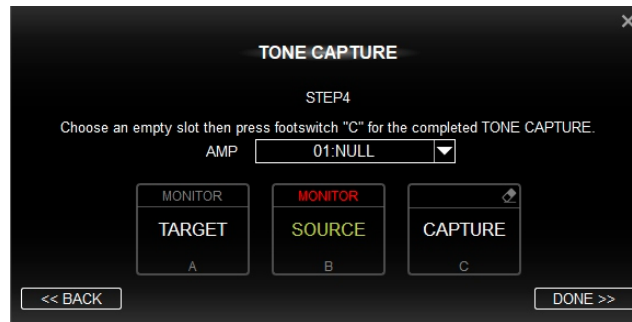 TONE CAPTURE
STEP4
Choose an empty slot then press footswitch "C" for the completed TONE CAPTURE.
AMP 01:NULL
MONITOR MONITOR
TARGET SOURCE CAPTURE
A B C
<< BACK DONE >>